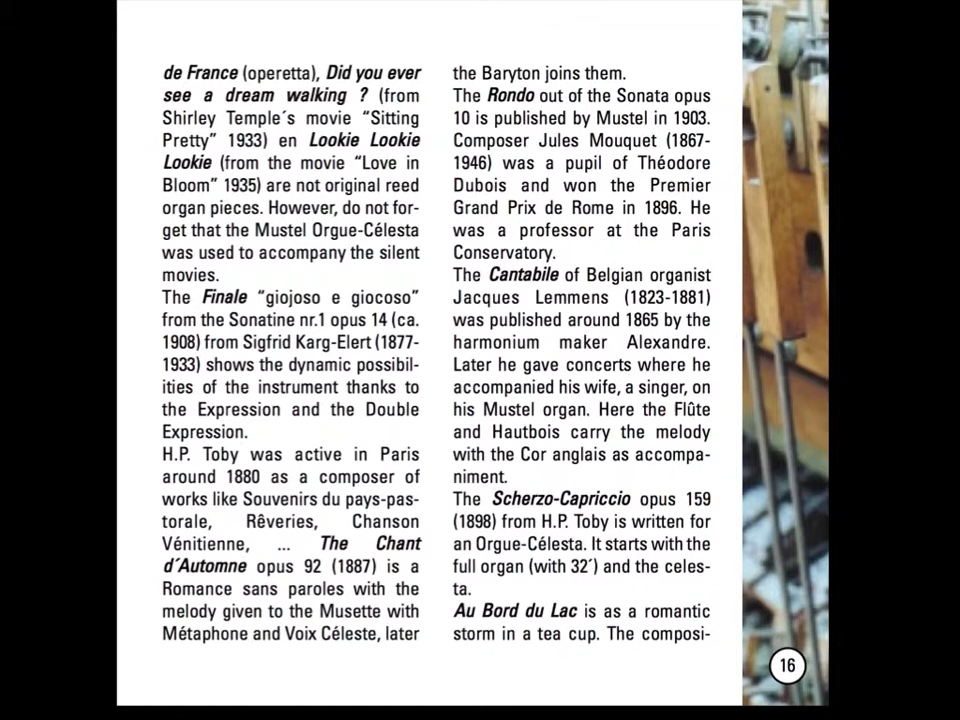 de France (operetta), Did you ever
see a dream walking ? (from
Shirley Temple´s movie “Sitting
Pretty” 1933) en Lookie Lookie
Lookie (from the movie “Love in
Bloom” 1935) are not original reed
organ pieces. However, do not for-
get that the Mustel Orgue-Célesta
was used to accompany the silent
movies.
The Finale “giojoso e giocoso”
from the Sonatine nr.1 opus 14 (ca.
1908) from Sigfrid Karg-Elert (1877-
1933) shows the dynamic possibil-
ities of the instrument thanks to
the Expression and the Double
Expression.
H.P. Toby was active in Paris
around 1880 as a composer of
works like Souvenirs du pays-pas-
torale, Rêveries, Chanson
Vénitienne, ... The Chant
d´Automne opus 92 (1887) is a
Romance sans paroles with the
melody given to the Musette with
Métaphone and Voix Céleste, later
the Baryton joins them.
The Rondo out of the Sonata opus
10 is published by Mustel in 1903.
Composer Jules Mouquet (1867-
1946) was a pupil of Théodore
Dubois and won the Premier
Grand Prix de Rome in 1896. He
was a professor at the Paris
Conservatory.
The Cantabile of Belgian organist
Jacques Lemmens (1823-1881)
was published around 1865 by the
harmonium maker Alexandre.
Later he gave concerts where he
accompanied his wife, a singer, on
his Mustel organ. Here the Flûte
and Hautbois carry the melody
with the Cor anglais as accompa-
niment.
The Scherzo-Capriccio opus 159
(1898) from H.P. Toby is written for
an Orgue-Célesta. It starts with the
full organ (with 32´) and the celes-
ta.
Au Bord du Lac is as a romantic
storm in a tea cup. The composi-
16